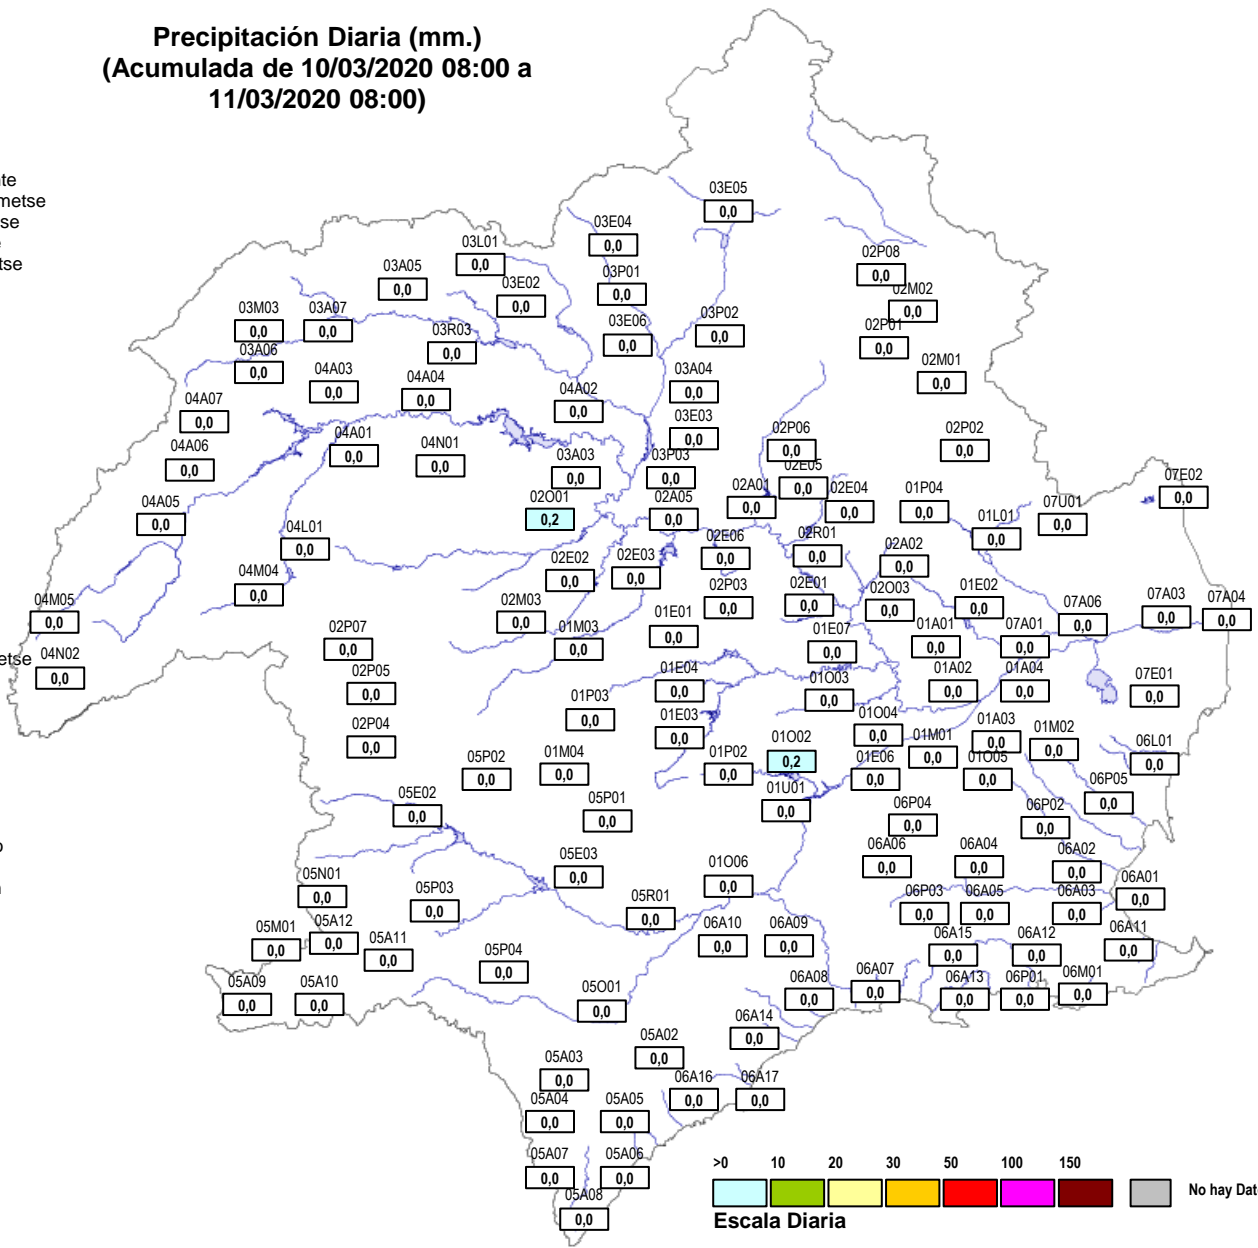 Precipitación Diaria (mm.)
(Acumulada de 10/03/2020 08:00 a
11/03/2020 08:00)
03E05
0,0
03E04
0,0
03L01
0,0
02P08
0,0
03A05
0,0
03P01
0,0
03E02
0,0
02M02
0,0
03M03
0,0
03A07
0,0
03P02
0,0
03E06
0,0
03R03
0,0
02P01
0,0
03A06
0,0
02M01
0,0
04A03
0,0
04A04
0,0
03A04
0,0
04A02
0,0
04A07
0,0
03E03
0,0
04A01
0,0
04N01
0,0
02P06
0,0
02P02
0,0
04A06
0,0
03A03
0,0
03P03
0,0
02E05
0,0
07E02
0,0
02A01
0,0
02E04
0,0
01P04
0,0
04A05
0,0
02O01
0,2
02A05
0,0
07U01
0,0
01L01
0,0
04L01
0,0
02E06
0,0
02R01
0,0
02A02
0,0
02E02
0,0
02E03
0,0
04M04
0,0
02P03
0,0
02E01
0,0
02O03
0,0
01E02
0,0
07A03
0,0
07A04
0,0
04M05
0,0
02M03
0,0
01E01
0,0
07A06
0,0
02P07
0,0
01M03
0,0
01E07
0,0
01A01
0,0
07A01
0,0
04N02
0,0
02P05
0,0
01E04
0,0
01O03
0,0
01A02
0,0
01A04
0,0
07E01
0,0
01P03
0,0
02P04
0,0
01E03
0,0
01O04
0,0
01A03
0,0
01M02
0,0
01O02
0,2
01M01
0,0
06L01
0,0
05P02
0,0
01M04
0,0
01P02
0,0
01E06
0,0
01O05
0,0
05E02
0,0
05P01
0,0
01U01
0,0
06P05
0,0
06P04
0,0
06P02
0,0
05E03
0,0
01O06
0,0
06A06
0,0
06A04
0,0
06A02
0,0
05N01
0,0
05P03
0,0
05R01
0,0
06P03
0,0
06A05
0,0
06A03
0,0
06A01
0,0
05M01
0,0
05A12
0,0
05A11
0,0
06A10
0,0
06A09
0,0
06A15
0,0
06A12
0,0
06A11
0,0
05P04
0,0
05A09
0,0
05A10
0,0
05O01
0,0
06A08
0,0
06A07
0,0
06A13
0,0
06P01
0,0
06M01
0,0
06A14
0,0
05A02
0,0
05A03
0,0
06A16
0,0
06A17
0,0
05A04
0,0
05A05
0,0
05A07
0,0
05A06
0,0
05A08
0,0
>0 10 20 30 50 100 150
No hay Dat
Escala Diaria
metse
etse